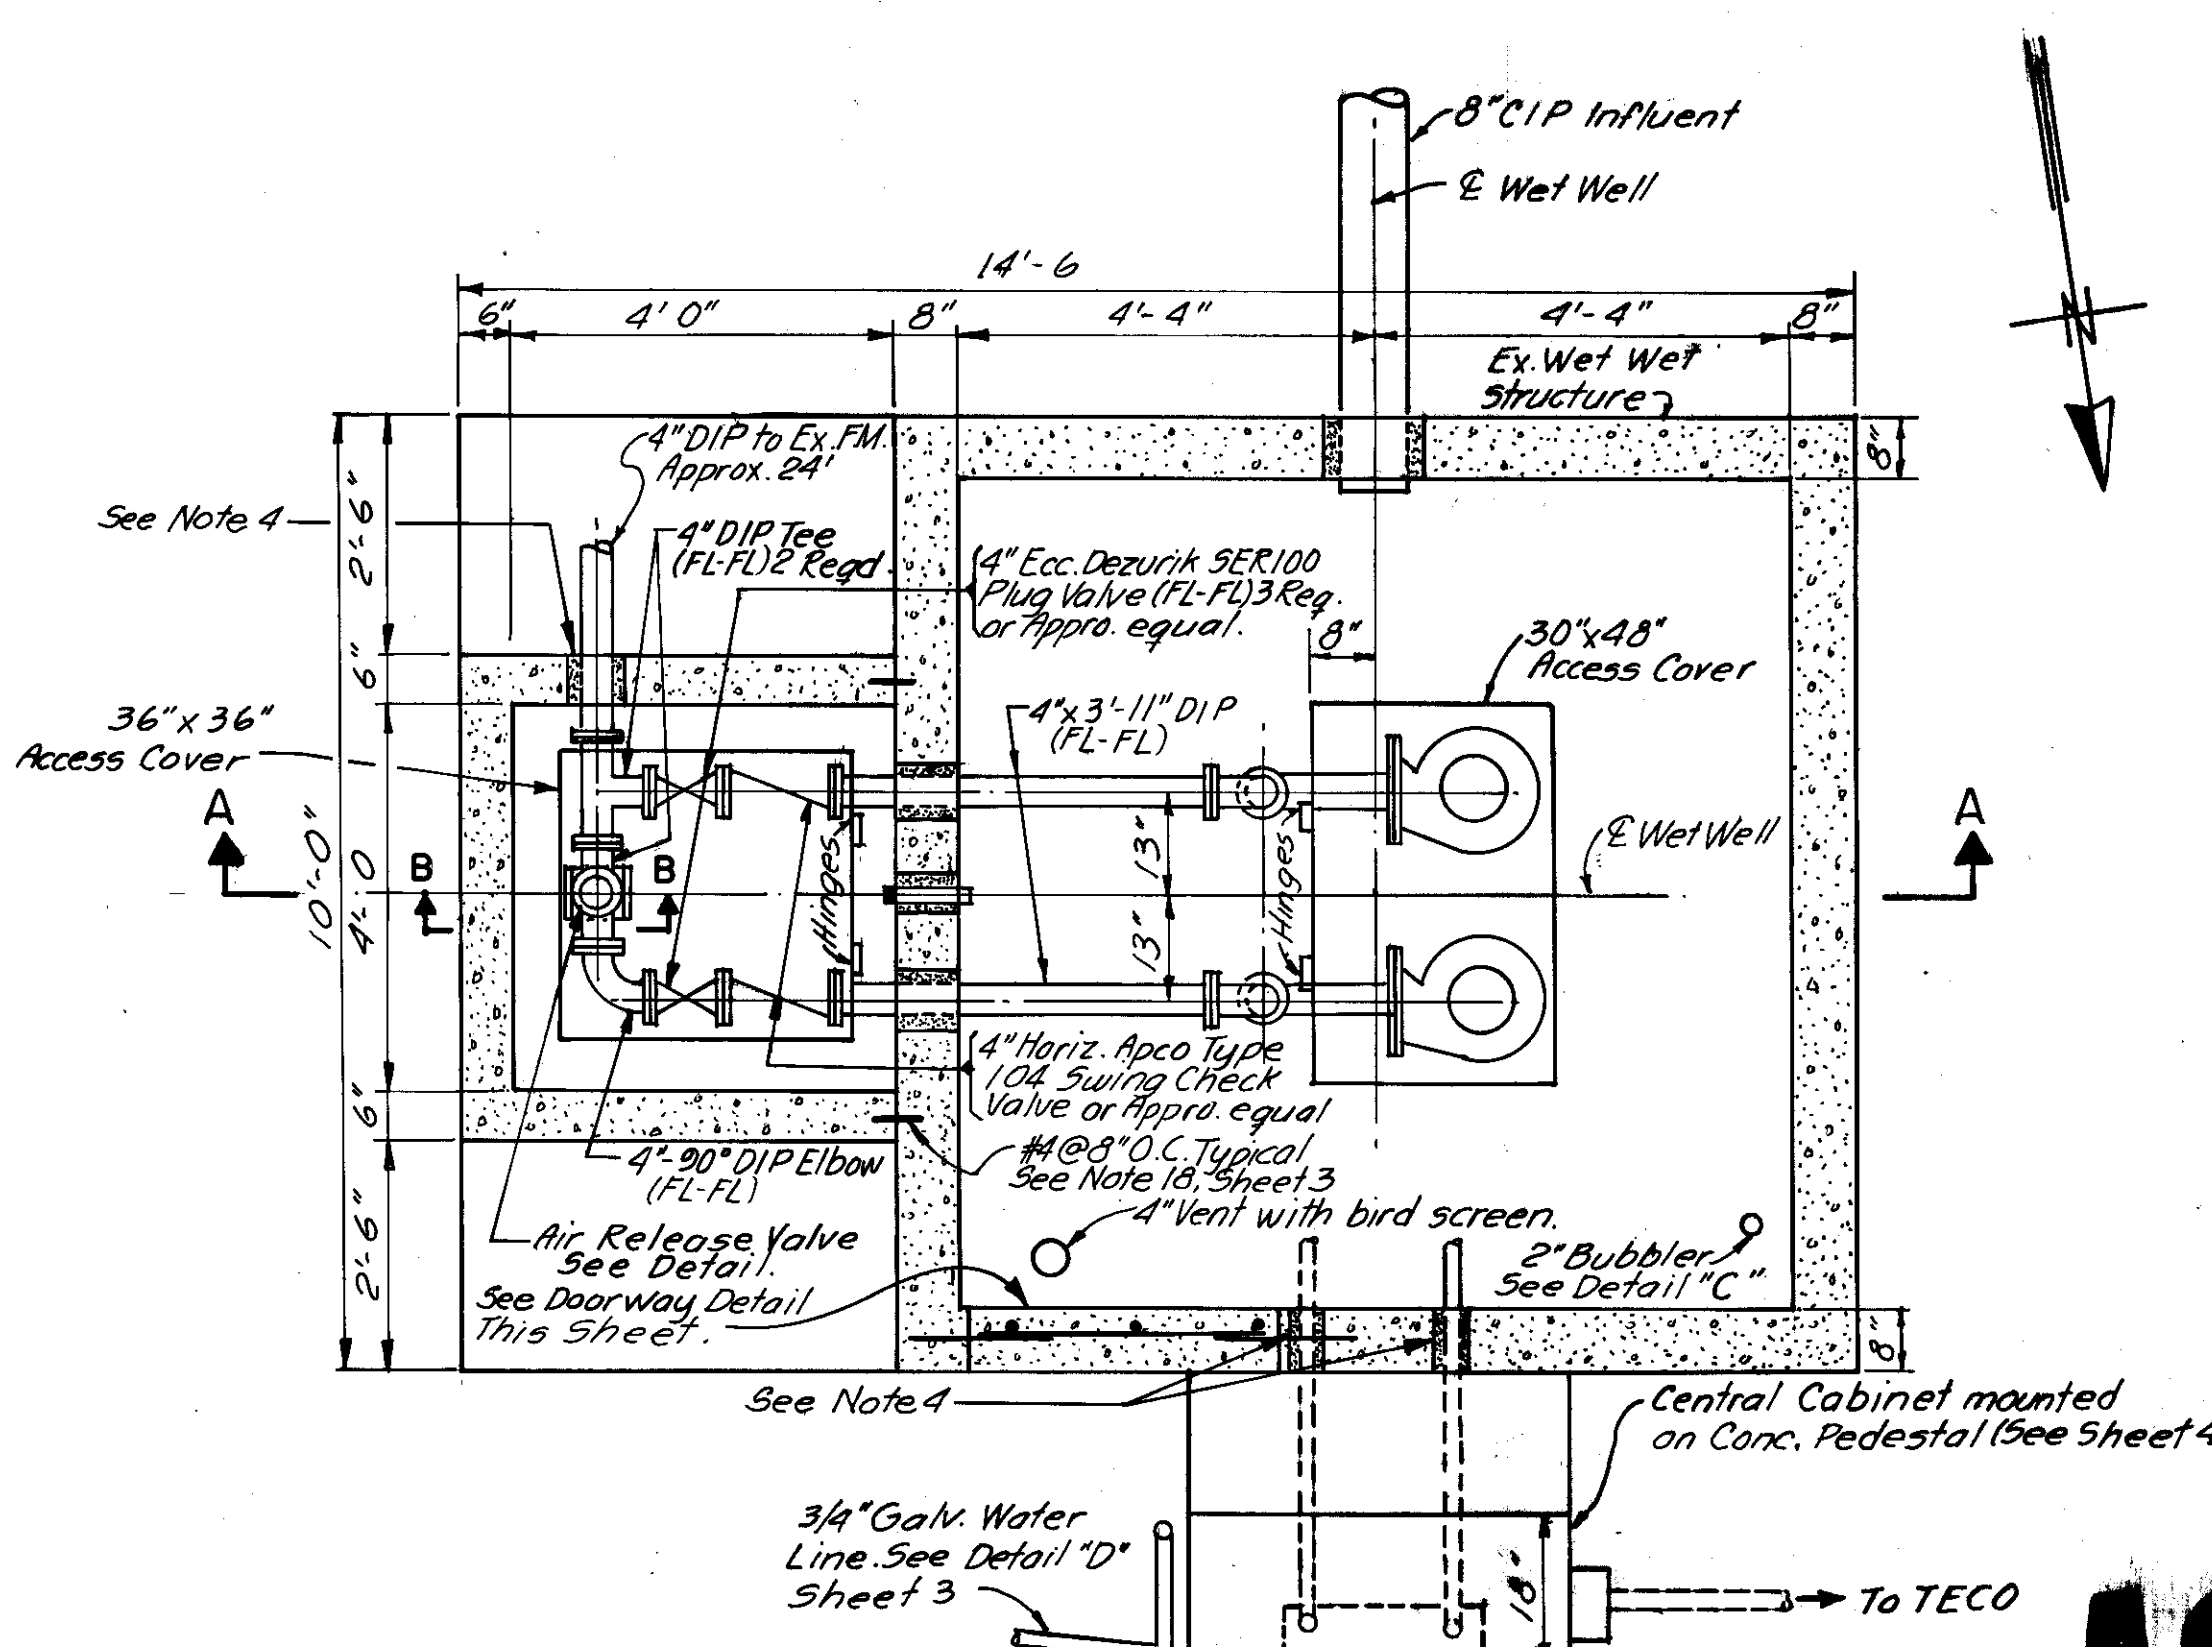 8"CIP Influent
℄ Wet Well
N
14'-6
6"
4' 0"
8"
4'-4"
4'-4"
8"
Ex. Wet Wet
Structure
8"
4" DIP to Ex. FM.
Approx. 24'
2'-6"
See Note 4
4" DIP Tee
(FL-FL) 2 Reqd.
4" Ecc. Dezurik SER100
Plug Valve (FL-FL) 3 Req.
or Appro. equal.
8"
30"x48"
Access Cover
6"
36"x36"
Access Cover
4"x3'-11" DIP
(FL-FL)
A
A
10'-0"
4'-0
B
B
Hinges
13"
13"
Hinges
℄ Wet Well
4" Horiz. Apco Type
104 Swing Check
Valve or Appro. equal
6"
4"-90° DIP Elbow
(FL-FL)
#4@8" O.C. Typical
See Note 18, Sheet 3
2'-6"
4" Vent with bird screen.
Air Release Valve
See Detail.
2" Bubbler
See Detail "C"
See Doorway Detail
This Sheet.
8"
See Note 4
Central Cabinet mounted
on Conc. Pedestal (See Sheet 4
3/4" Galv. Water
Line. See Detail "D"
Sheet 3
18"
To TECO